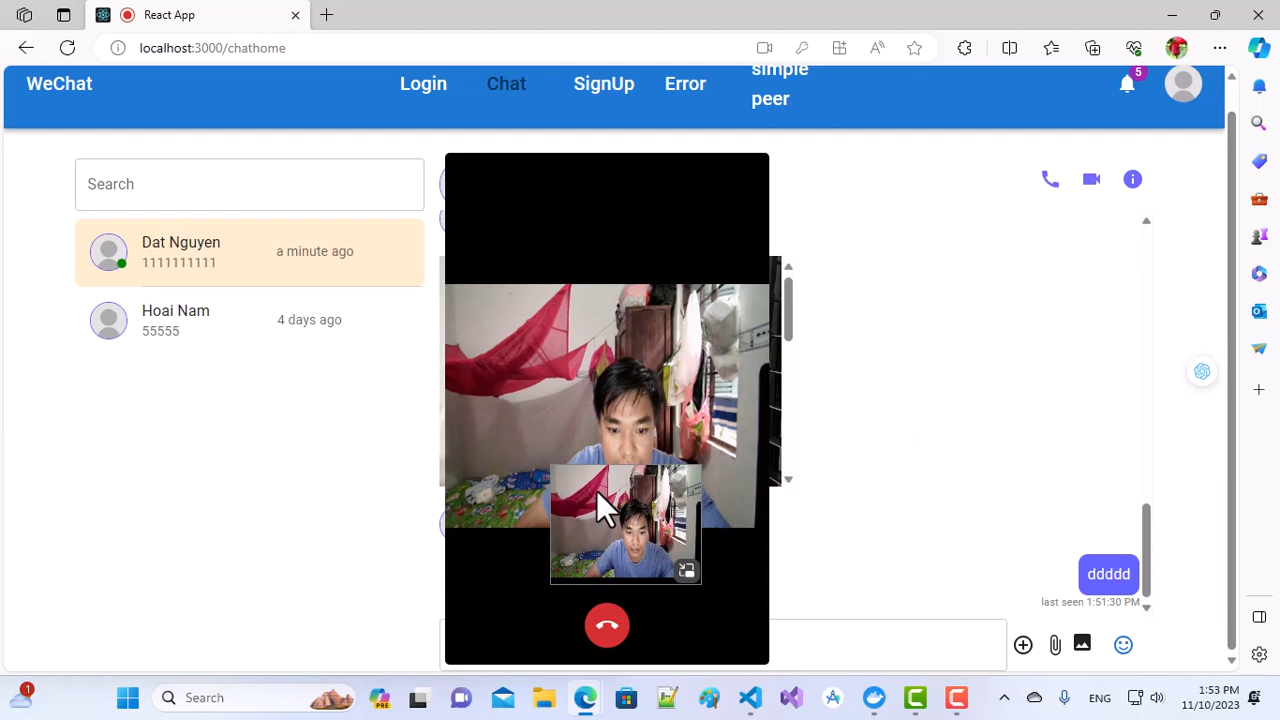 React App
localhost:3000/chathome
WeChat
Login
Chat
SignUp
Error
simple
peer
5
Search
Dat Nguyen
1111111111
a minute ago
Hoai Nam
55555
4 days ago
ddddd
last seen 1:51:30 PM
1
Search
PRE
ENG
1:53 PM
11/10/2023